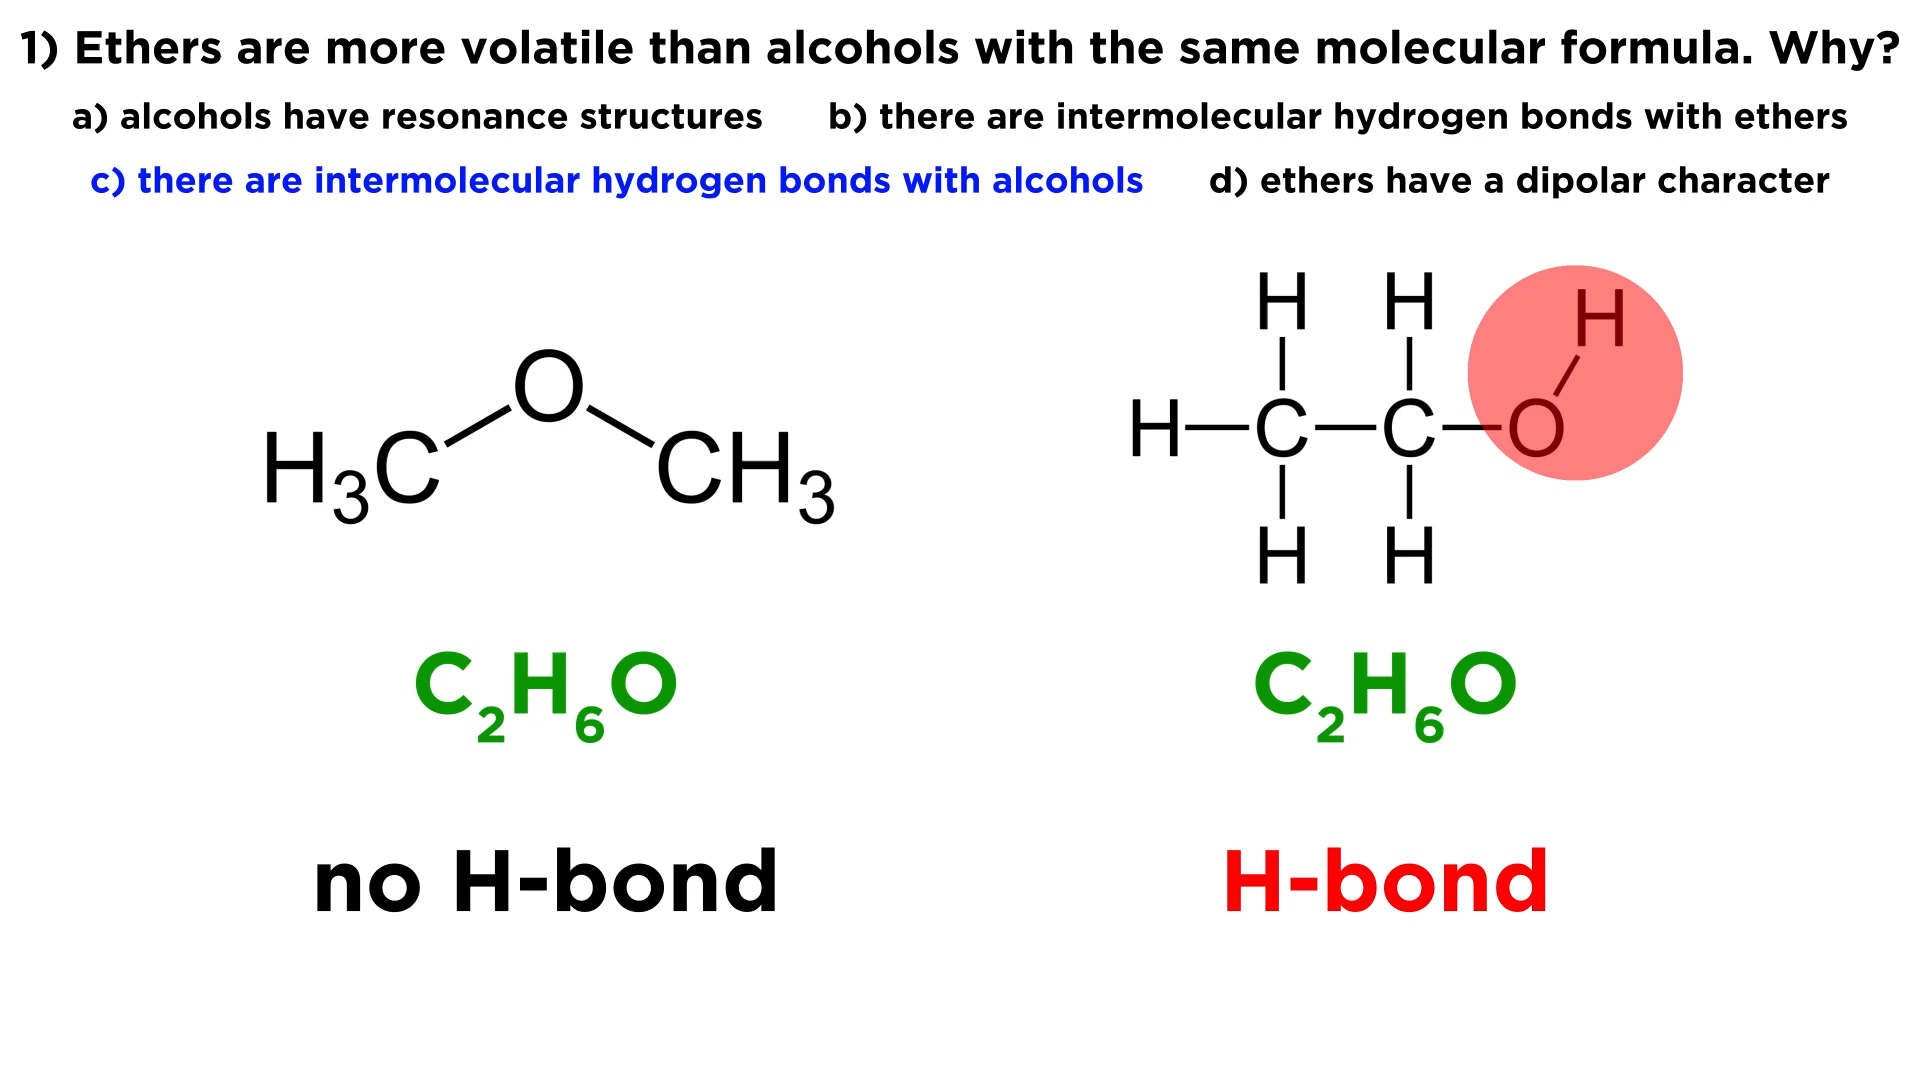 1) Ethers are more volatile than alcohols with the same molecular formula. Why?
a) alcohols have resonance structures b) there are intermolecular hydrogen bonds with ethers
c) there are intermolecular hydrogen bonds with alcohols d) ethers have a dipolar character
O
H₃C CH₃
H H H
H C C O
H H
C₂H₆O C₂H₆O
no H-bond H-bond